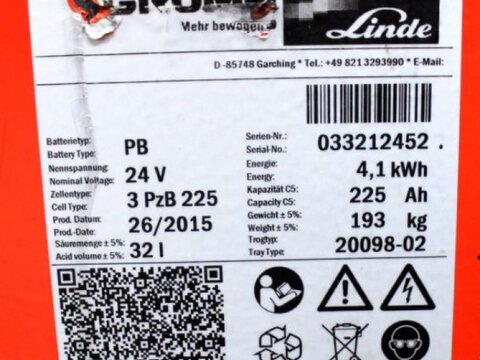 Mehr bewogen
Linde
D -85748 Garching * Tel.: +49 821 3293990 * E-Mail:
Batterietyp:
Battery Type: PB
Nennspannung:
Nominal Voltage: 24 V
Zellentype:
Cell Type: 3 PzB 225
Prod. Datum:
Prod. Date: 26/2015
Säuremenge ± 5%:
Acid volume ± 5%: 32 l
Serien-Nr.:
Serial-No.: 033212452 .
Energie:
Energy: 4,1 kWh
Kapazität C5:
Capacity C5: 225 Ah
Gewicht ± 5%:
Weight ± 5%: 193 kg
Trogtyp:
Tray Type: 20098-02